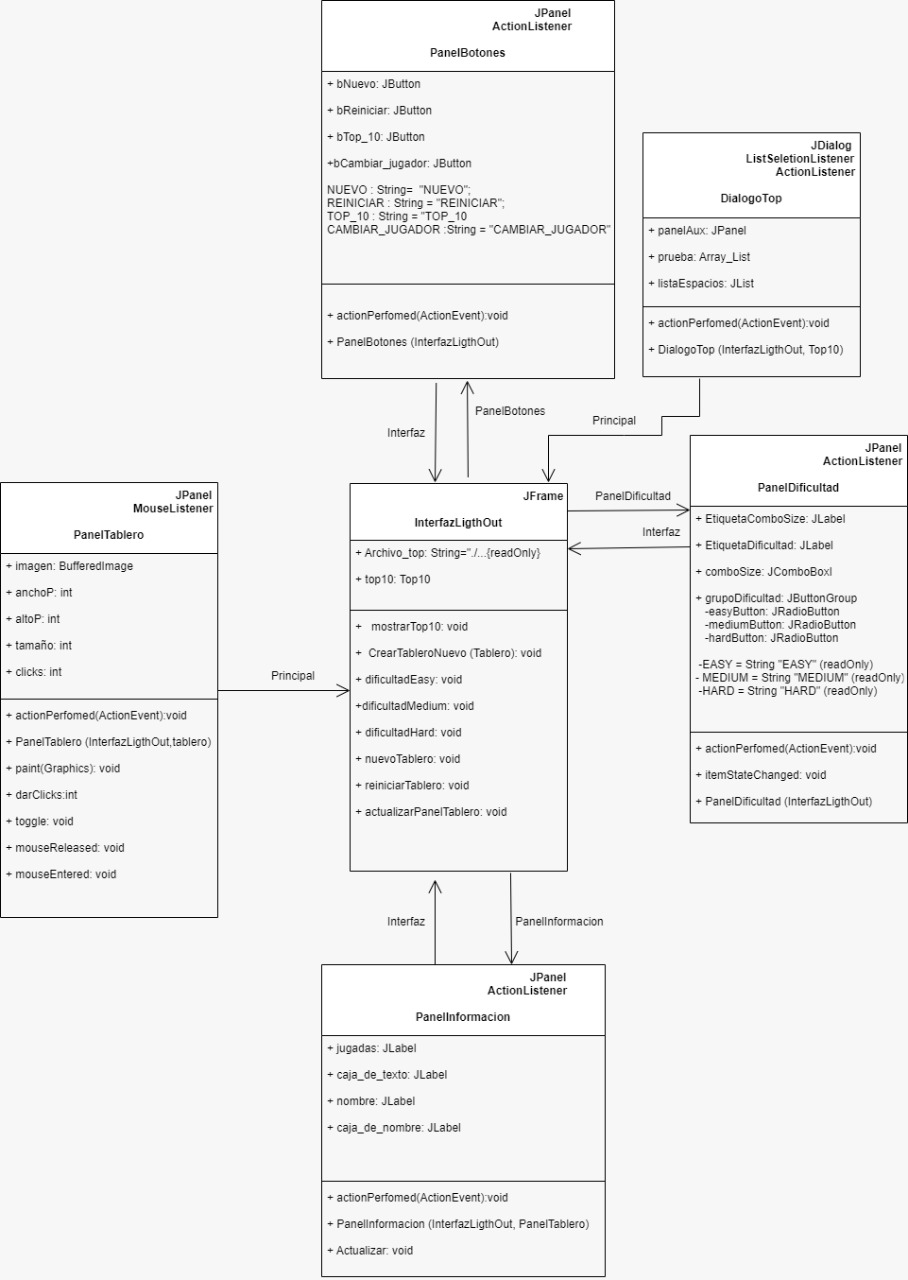 JPanel
ActionListener
PanelBotones
+ bNuevo: JButton
+ bReiniciar: JButton
+ bTop_10: JButton
+bCambiar_jugador: JButton
NUEVO : String=  "NUEVO";
REINICIAR : String = "REINICIAR";
TOP_10 : String = "TOP_10
CAMBIAR_JUGADOR :String = "CAMBIAR_JUGADOR"
+ actionPerfomed(ActionEvent):void
+ PanelBotones (InterfazLigthOut)
JDialog
ListSeletionListener
ActionListener
DialogoTop
+ panelAux: JPanel
+ prueba: Array_List
+ listaEspacios: JList
+ actionPerfomed(ActionEvent):void
+ DialogoTop (InterfazLigthOut, Top10)
Interfaz
PanelBotones
Principal
JPanel
MouseListener
PanelTablero
+ imagen: BufferedImage
+ anchoP: int
+ altoP: int
+ tamaño: int
+ clicks: int
+ actionPerfomed(ActionEvent):void
+ PanelTablero (InterfazLigthOut,tablero)
+ paint(Graphics): void
+ darClicks:int
+ toggle: void
+ mouseReleased: void
+ mouseEntered: void
Principal
JFrame
InterfazLigthOut
+ Archivo_top: String="./...{readOnly}
+ top10: Top10
+   mostrarTop10: void
+  CrearTableroNuevo (Tablero): void
+ dificultadEasy: void
+dificultadMedium: void
+ dificultadHard: void
+ nuevoTablero: void
+ reiniciarTablero: void
+ actualizarPanelTablero: void
PanelDificultad
Interfaz
JPanel
ActionListener
PanelDificultad
+ EtiquetaComboSize: JLabel
+ EtiquetaDificultad: JLabel
+ comboSize: JComboBoxl
+ grupoDificultad: JButtonGroup
-easyButton: JRadioButton
-mediumButton: JRadioButton
-hardButton: JRadioButton
-EASY = String "EASY" (readOnly)
- MEDIUM = String "MEDIUM" (readOnly)
-HARD = String "HARD" (readOnly)
+ actionPerfomed(ActionEvent):void
+ itemStateChanged: void
+ PanelDificultad (InterfazLigthOut)
Interfaz
PanelInformacion
JPanel
ActionListener
PanelInformacion
+ jugadas: JLabel
+ caja_de_texto: JLabel
+ nombre: JLabel
+ caja_de_nombre: JLabel
+ actionPerfomed(ActionEvent):void
+ PanelInformacion (InterfazLigthOut, PanelTablero)
+ Actualizar: void